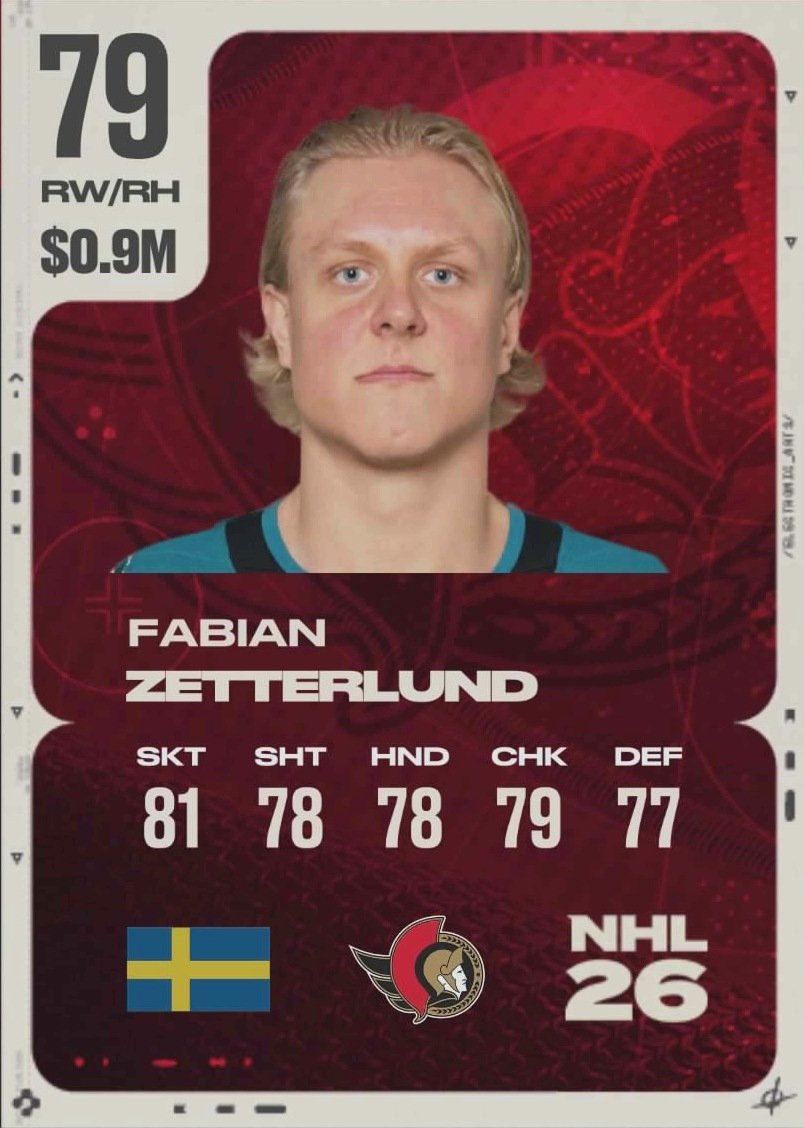 79
RW/RH
$0.9M
FABIAN
ZETTERLUND
SKT SHT HND CHK DEF
81 78 78 79 77
NHL
26